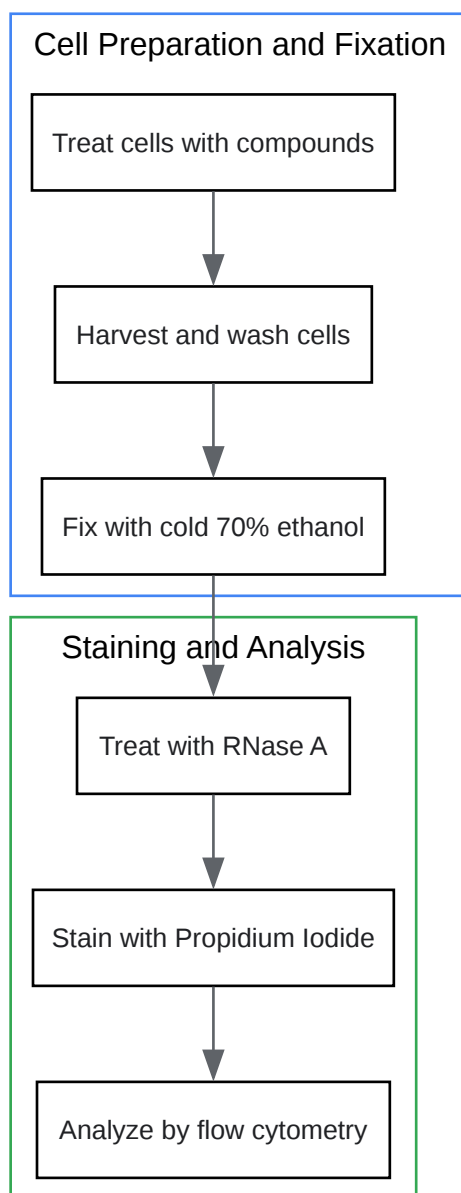 Cell Preparation and Fixation
Treat cells with compounds
Harvest and wash cells
Fix with cold 70% ethanol
Staining and Analysis
Treat with RNase A
Stain with Propidium Iodide
Analyze by flow cytometry